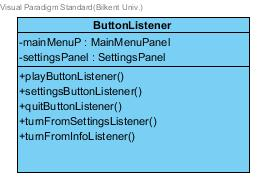 Visual Paradigm Standard(Bilkent Univ.)
ButtonListener
-mainMenuP : MainMenuPanel
-settingsPanel : SettingsPanel
+playButtonListener()
+settingsButtonListener()
+quitButtonListener()
+turnFromSettingsListener()
+turnFromInfoListener()